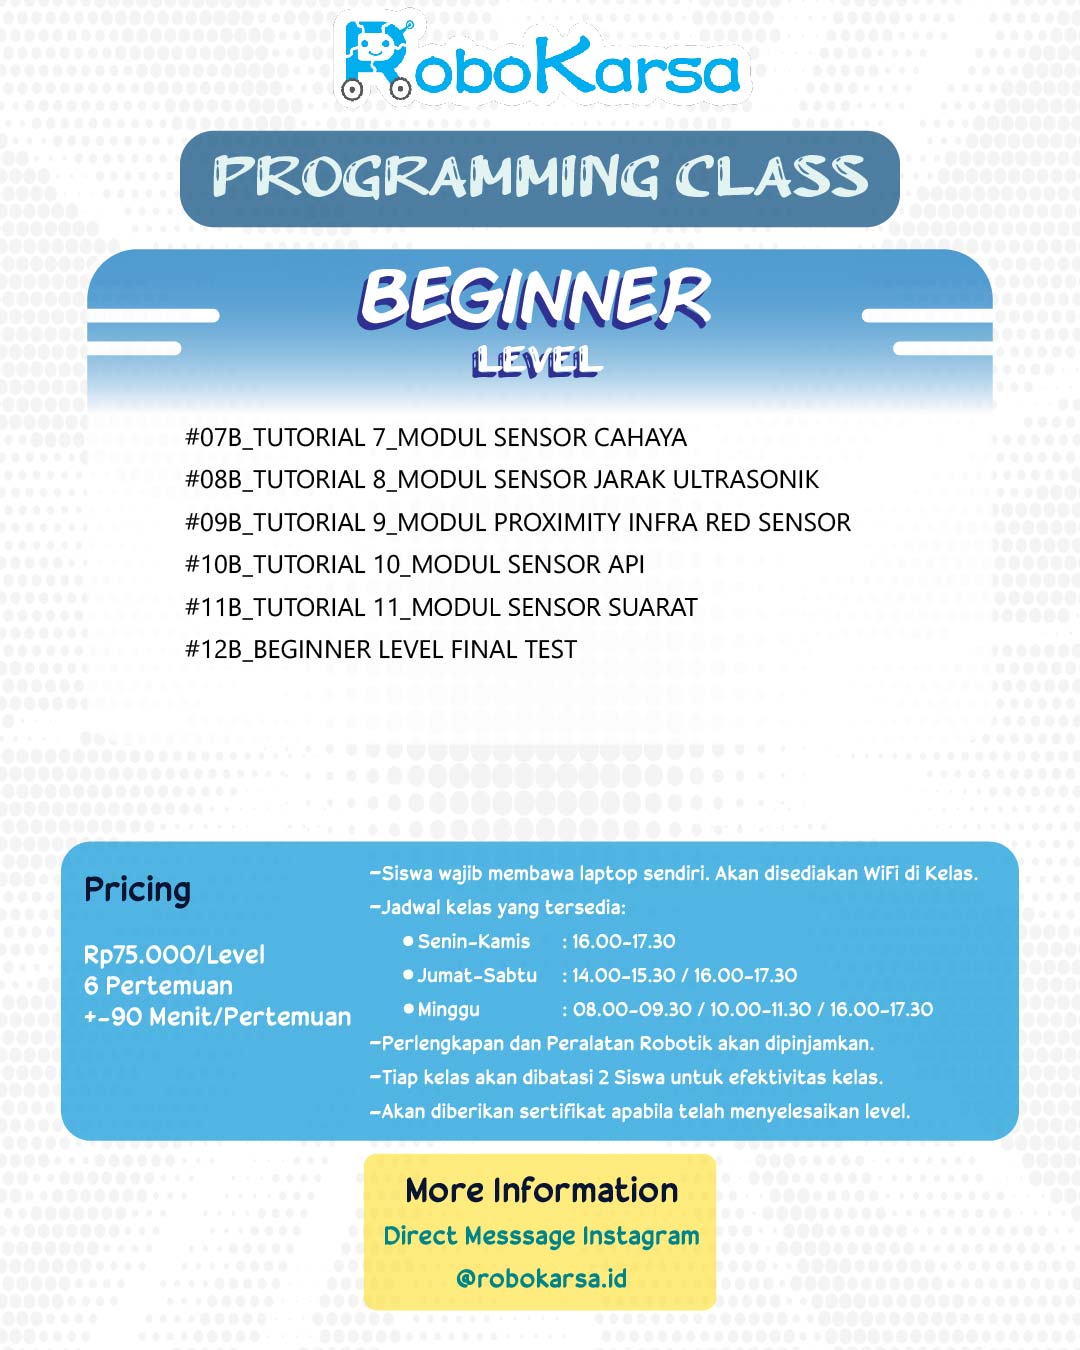 RoboKarsa
PROGRAMMING CLASS
BEGINNER
LEVEL
#07B_TUTORIAL 7_MODUL SENSOR CAHAYA
#08B_TUTORIAL 8_MODUL SENSOR JARAK ULTRASONIK
#09B_TUTORIAL 9_MODUL PROXIMITY INFRA RED SENSOR
#10B_TUTORIAL 10_MODUL SENSOR API
#11B_TUTORIAL 11_MODUL SENSOR SUARAT
#12B_BEGINNER LEVEL FINAL TEST
Pricing
Rp75.000/Level
6 Pertemuan
+-90 Menit/Pertemuan
-Siswa wajib membawa laptop sendiri. Akan disediakan WiFi di Kelas.
-Jadwal kelas yang tersedia:
● Senin-Kamis : 16.00-17.30
● Jumat-Sabtu : 14.00-15.30 / 16.00-17.30
● Minggu : 08.00-09.30 / 10.00-11.30 / 16.00-17.30
-Perlengkapan dan Peralatan Robotik akan dipinjamkan.
-Tiap kelas akan dibatasi 2 Siswa untuk efektivitas kelas.
-Akan diberikan sertifikat apabila telah menyelesaikan level.
More Information
Direct Messsage Instagram
@robokarsa.id